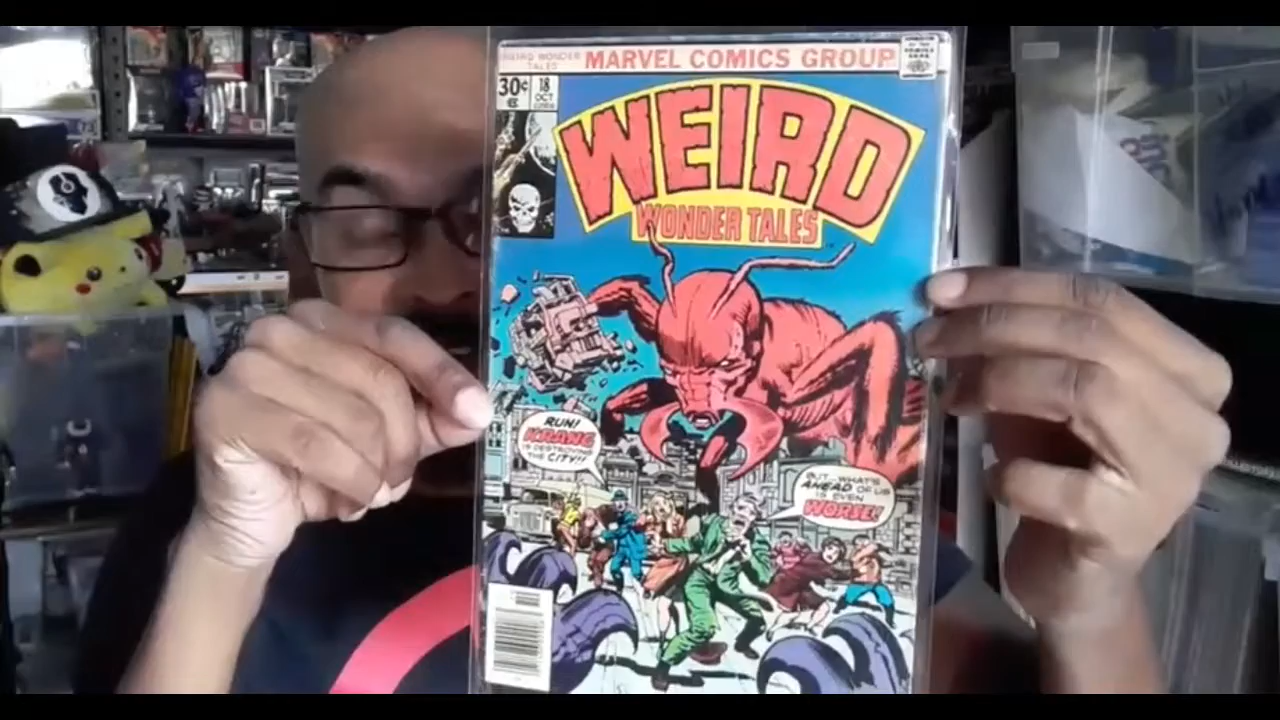 WEIRD WONDER
TALES
MARVEL COMICS GROUP
30¢
18
OCT
WEIRD
WONDER TALES
RUN!
KRANG
IS DESTROYING
THE CITY!!
BUT...WHAT'S
AHEAD OF US
IS EVEN
WORSE!